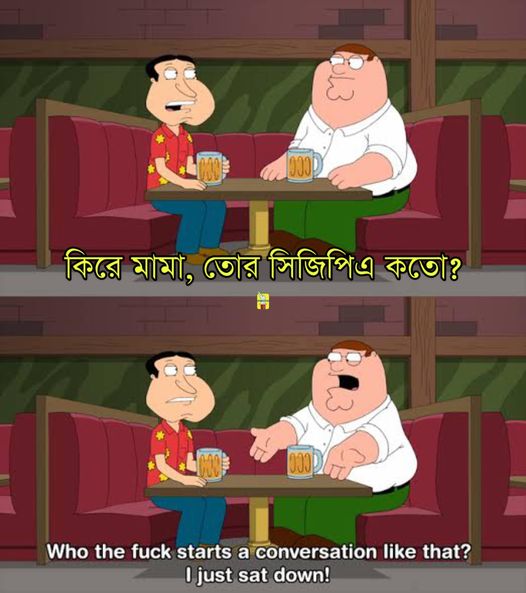 কিরে মামা, তোর সিজিপিএ কতো?
Who the fuck starts a conversation like that?
I just sat down!